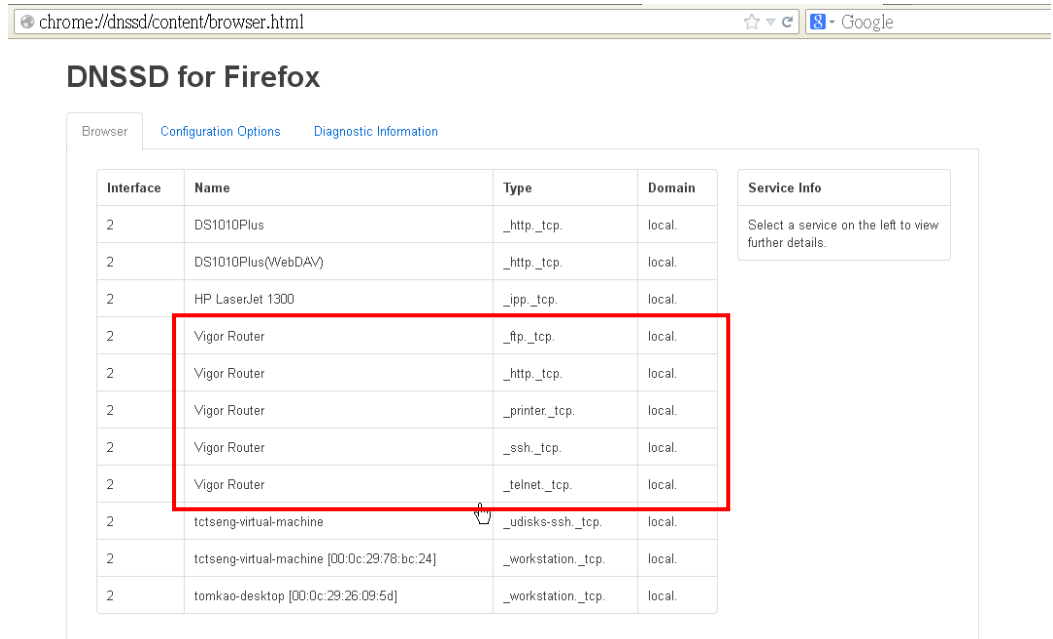 chrome://dnssd/content/browser.html
8 - Google
DNSSD for Firefox
Browser Configuration Options Diagnostic Information
Interface Name Type Domain Service Info
2 DS1010Plus _http._tcp. local. Select a service on the left to view
further details.
2 DS1010Plus(WebDAV) _http._tcp. local.
2 HP LaserJet 1300 _ipp._tcp. local.
2 Vigor Router _ftp._tcp. local.
2 Vigor Router _http._tcp. local.
2 Vigor Router _printer._tcp. local.
2 Vigor Router _ssh._tcp. local.
2 Vigor Router _telnet._tcp. local.
2 tctseng-virtual-machine _udisks-ssh._tcp. local.
2 tctseng-virtual-machine [00:0c:29:78:bc:24] _workstation._tcp. local.
2 tomkao-desktop [00:0c:29:26:09:5d] _workstation._tcp. local.